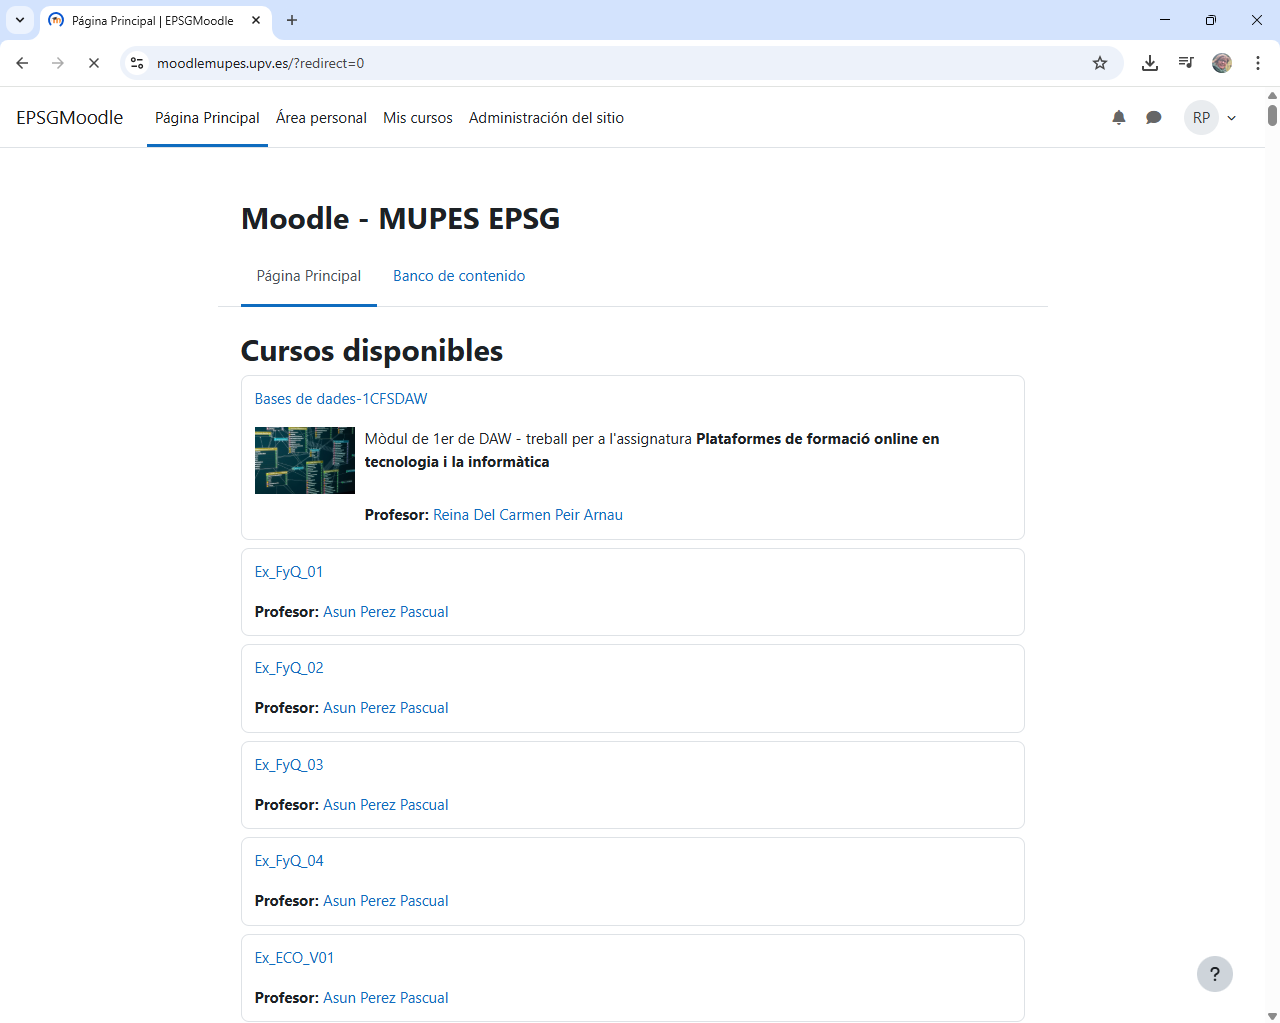 Página Principal | EPSGMoodle
moodlemupes.upv.es/?redirect=0
EPSGMoodle
Página Principal
Área personal
Mis cursos
Administración del sitio
RP
Moodle - MUPES EPSG
Página Principal
Banco de contenido
Cursos disponibles
Bases de dades-1CFSDAW
Mòdul de 1er de DAW - treball per a l'assignatura Plataformes de formació online en
tecnologia i la informàtica
Profesor: Reina Del Carmen Peir Arnau
Ex_FyQ_01
Profesor: Asun Perez Pascual
Ex_FyQ_02
Profesor: Asun Perez Pascual
Ex_FyQ_03
Profesor: Asun Perez Pascual
Ex_FyQ_04
Profesor: Asun Perez Pascual
Ex_ECO_V01
Profesor: Asun Perez Pascual
?